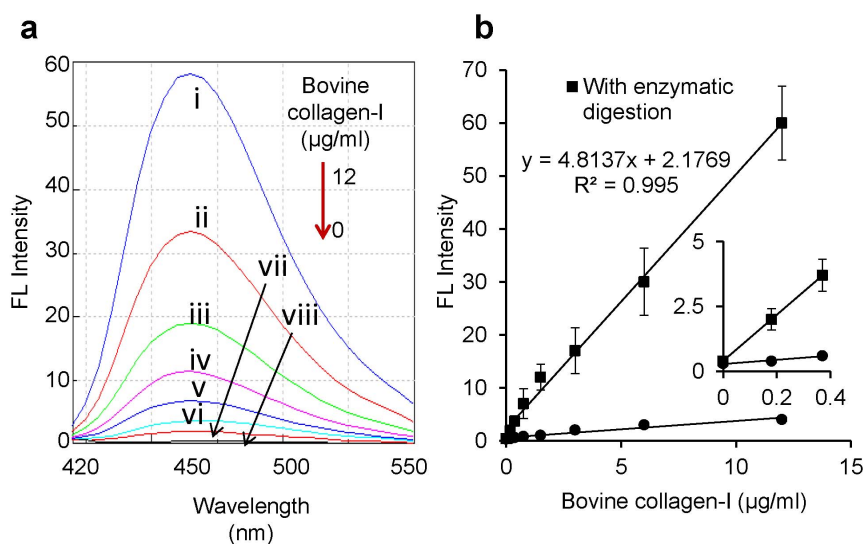 a
60
50
40
30
20
10
0
FL Intensity
i
ii
iii
iv
v
vi
vii
viii
Bovine
collagen-I
(µg/ml)
12
0
420
450
500
550
Wavelength
(nm)
b
70
60
50
40
30
20
10
0
FL Intensity
With enzymatic
digestion
y = 4.8137x + 2.1769
R² = 0.995
5
2.5
0
0 0.2 0.4
0 5 10 15
Bovine collagen-I (µg/ml)